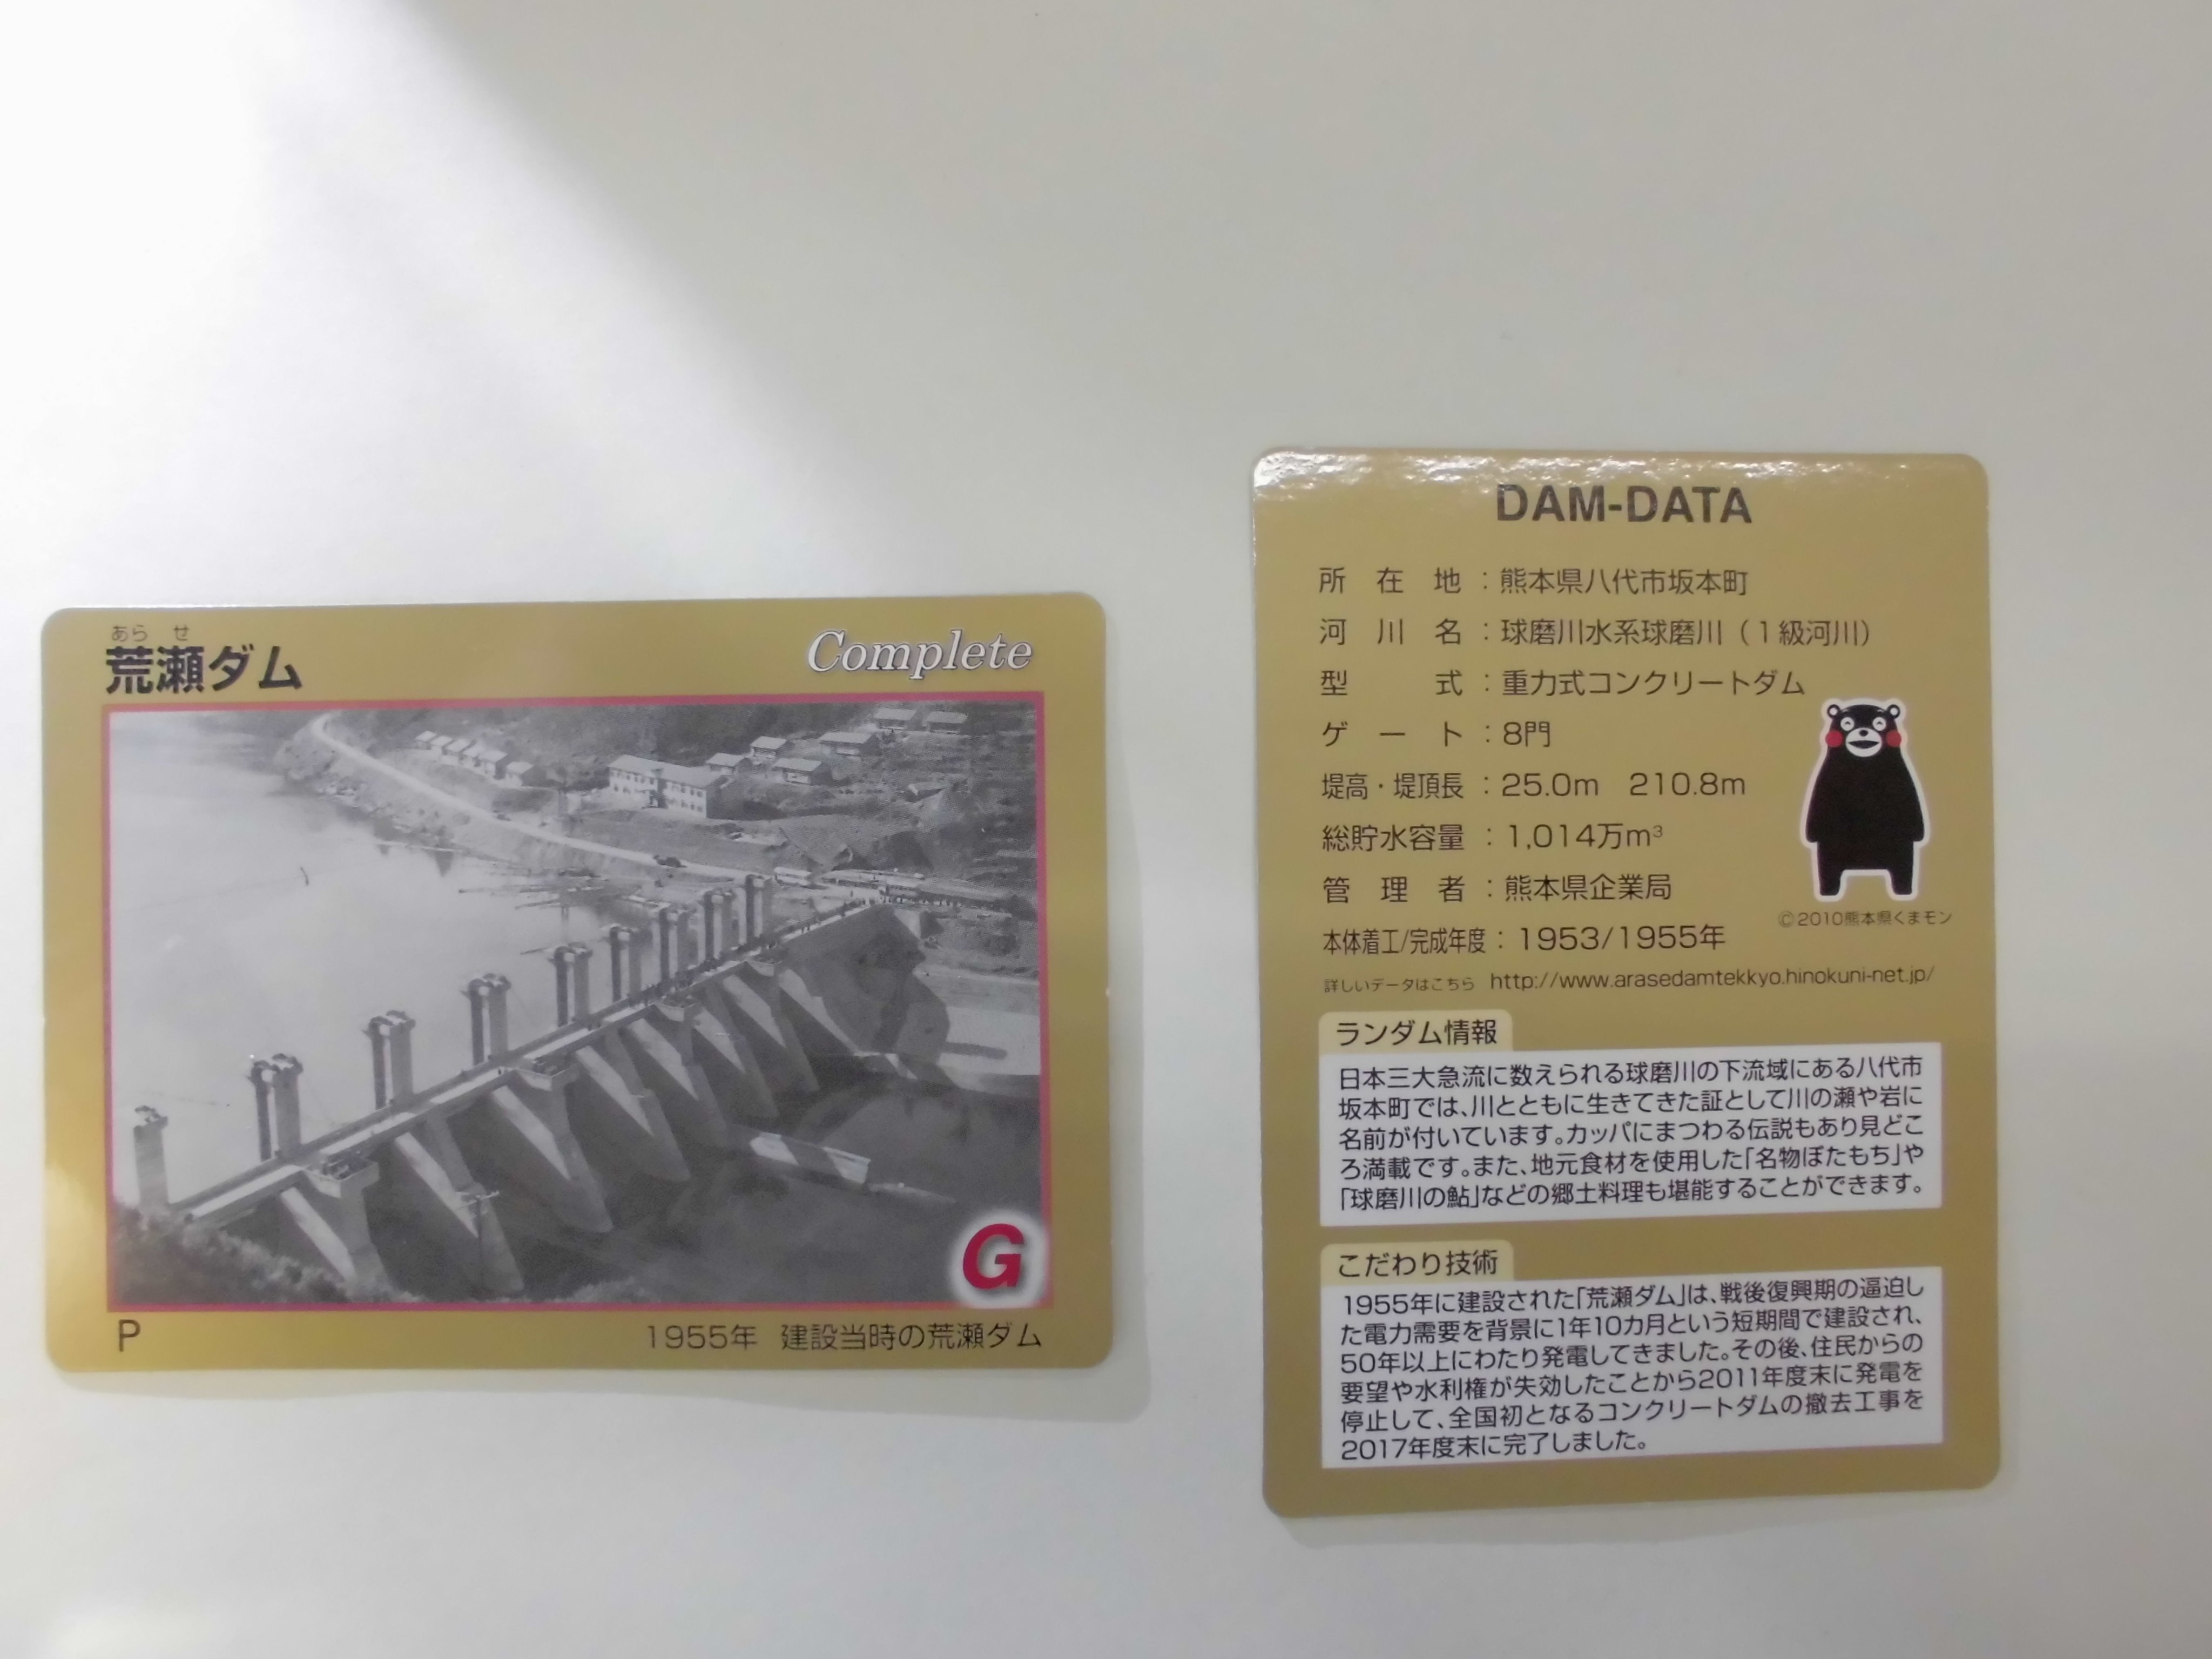 あらせ
荒瀬ダム
Complete
G
P
1955年 建設当時の荒瀬ダム
DAM-DATA
所在地：熊本県八代市坂本町
河川名：球磨川水系球磨川（1級河川）
型式：重力式コンクリートダム
ゲート：8門
堤高・堤頂長：25.0m 210.8m
総貯水容量：1,014万m³
管理者：熊本県企業局
©2010熊本県くまモン
本体着工/完成年度：1953/1955年
詳しいデータはこちら http://www.arasedamtekkyo.hinokuni-net.jp/
ランダム情報
日本三大急流に数えられる球磨川の下流域にある八代市
坂本町では、川とともに生きてきた証として川の瀬や岩に
名前が付いています。カッパにまつわる伝説もあり見どこ
ろ満載です。また、地元食材を使用した「名物ぼたもち」や
「球磨川の鮎」などの郷土料理も堪能することができます。
こだわり技術
1955年に建設された「荒瀬ダム」は、戦後復興期の逼迫し
た電力需要を背景に1年10カ月という短期間で建設され、
50年以上にわたり発電してきました。その後、住民からの
要望や水利権が失効したことから2011年度末に発電を
停止して、全国初となるコンクリートダムの撤去工事を
2017年度末に完了しました。